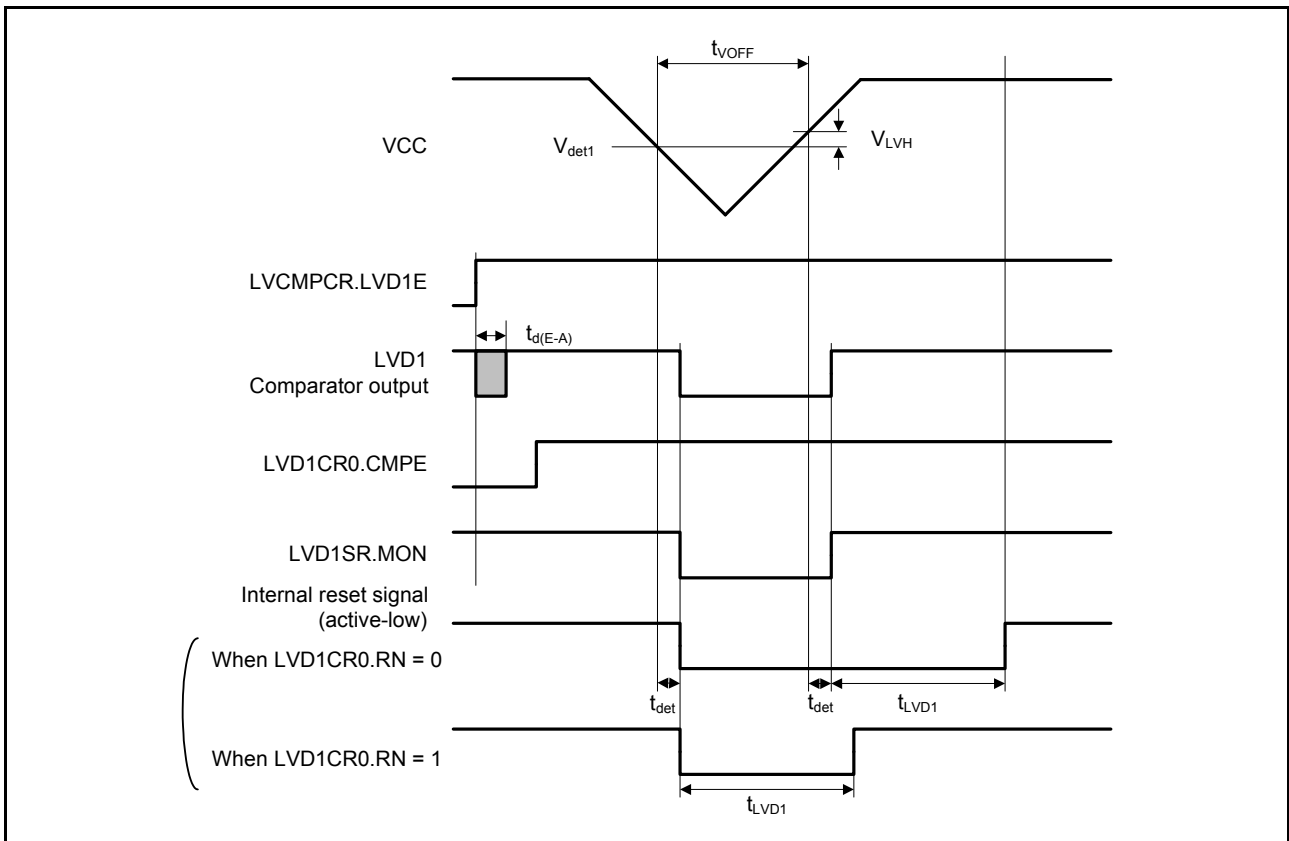 tVOFF
VCC
Vdet1
VLVH
LVCMPCR.LVD1E
td(E-A)
LVD1
Comparator output
LVD1CR0.CMPE
LVD1SR.MON
Internal reset signal
(active-low)
When LVD1CR0.RN = 0
tdet
tdet
tLVD1
When LVD1CR0.RN = 1
tLVD1